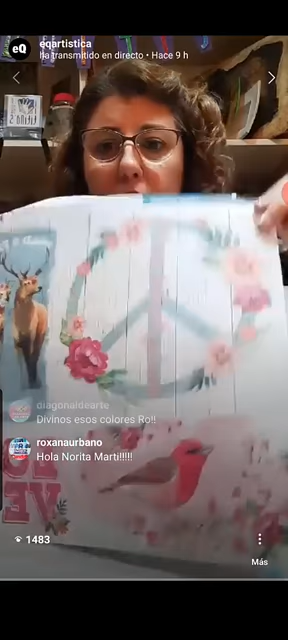 eqartistica
ha transmitido en directo • Hace 9 h
eQ
diagonaldearte
Divinos esos colores Ro!!
roxanaurbano
Hola Norita Marti!!!!!
1483
Más